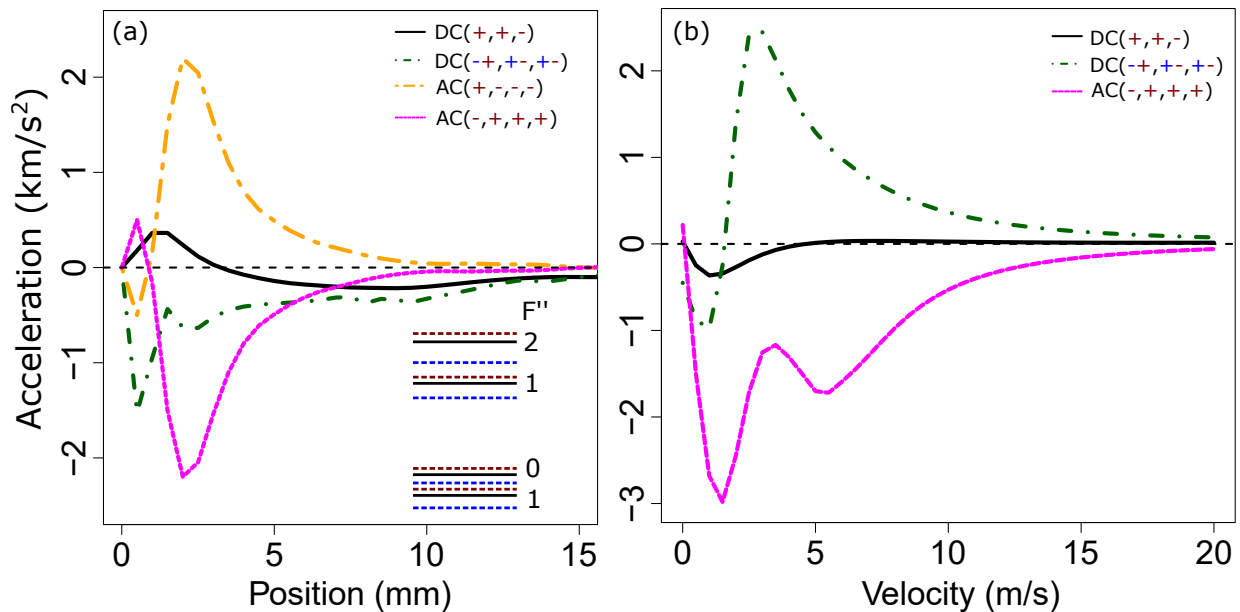 (a)
DC(+,+,-)
DC(-+,+-,+-)
AC(+,-,-,-)
AC(-,+,+,+)
Acceleration (km/s²)
2
1
0
−1
−2
F''
2
1
0
1
0
5
10
15
Position (mm)
(b)
DC(+,+,-)
DC(-+,+-,+-)
AC(-,+,+,+)
2
1
0
−1
−2
−3
0
5
10
15
20
Velocity (m/s)